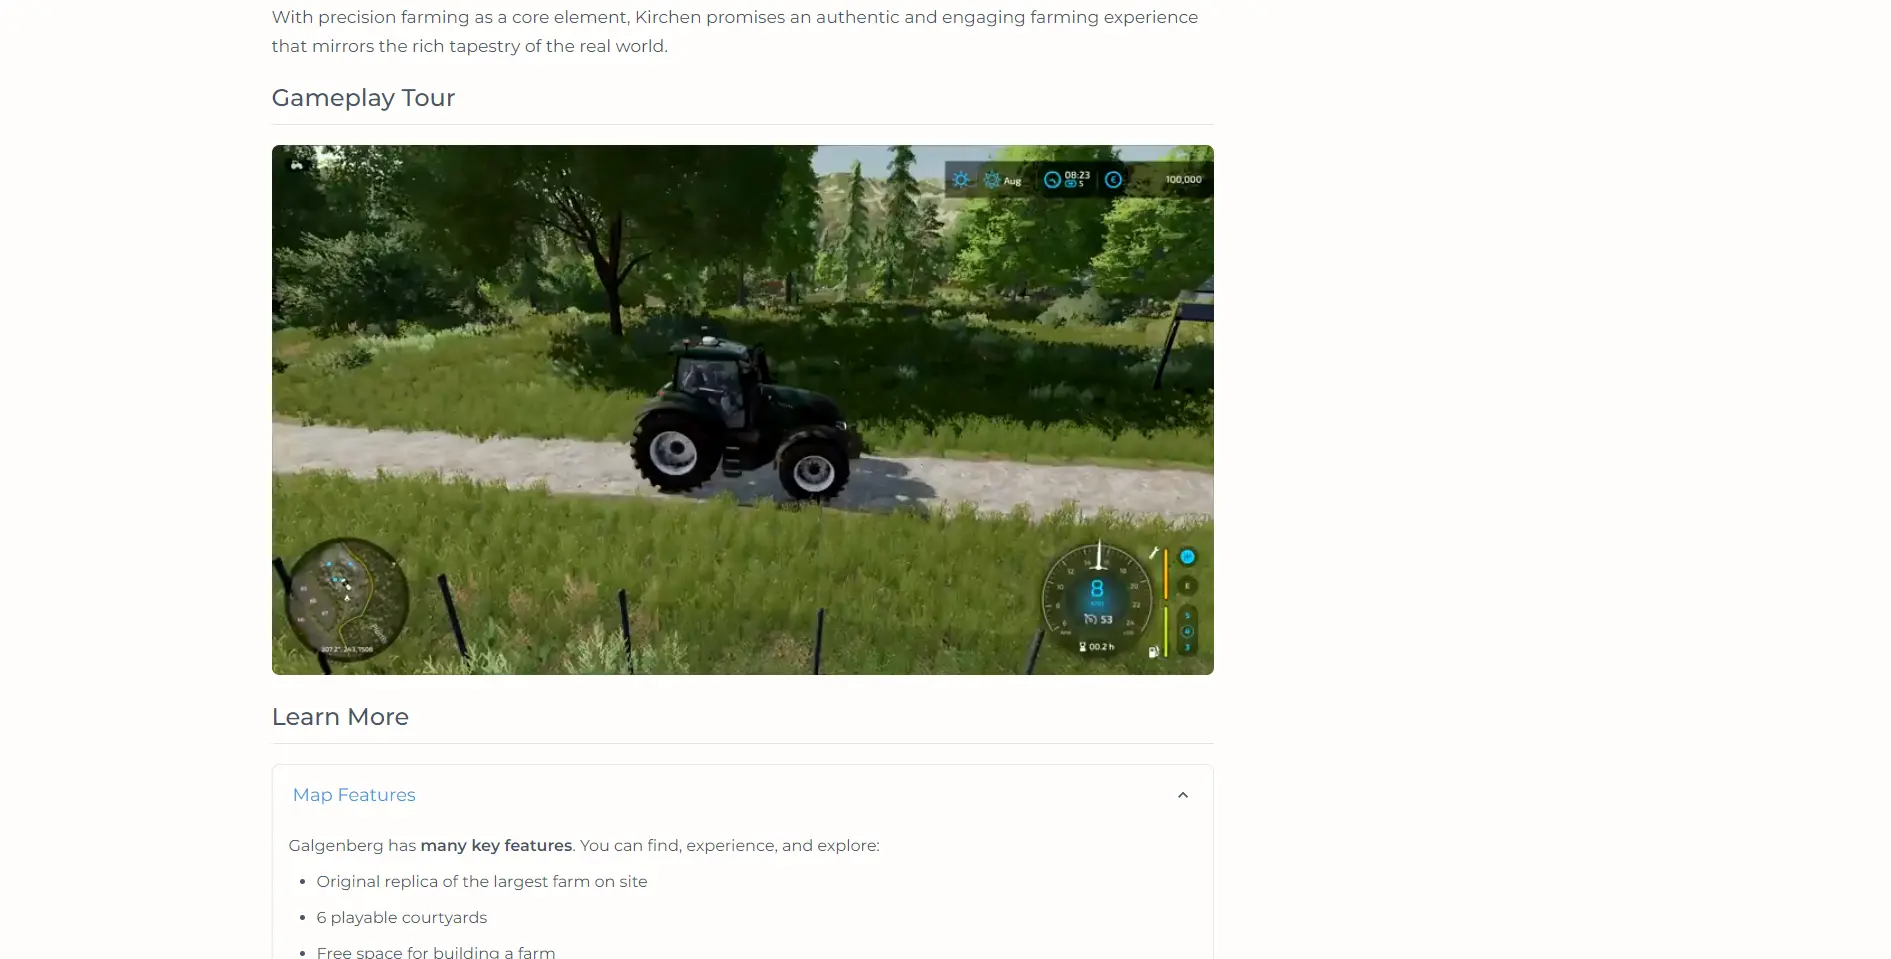 With precision farming as a core element, Kirchen promises an authentic and engaging farming experience
that mirrors the rich tapestry of the real world.
Gameplay Tour
Aug
08:23
5
100,000
8
53
00.2 h
Learn More
Map Features
Galgenberg has many key features. You can find, experience, and explore:
• Original replica of the largest farm on site
• 6 playable courtyards
• Free space for building a farm